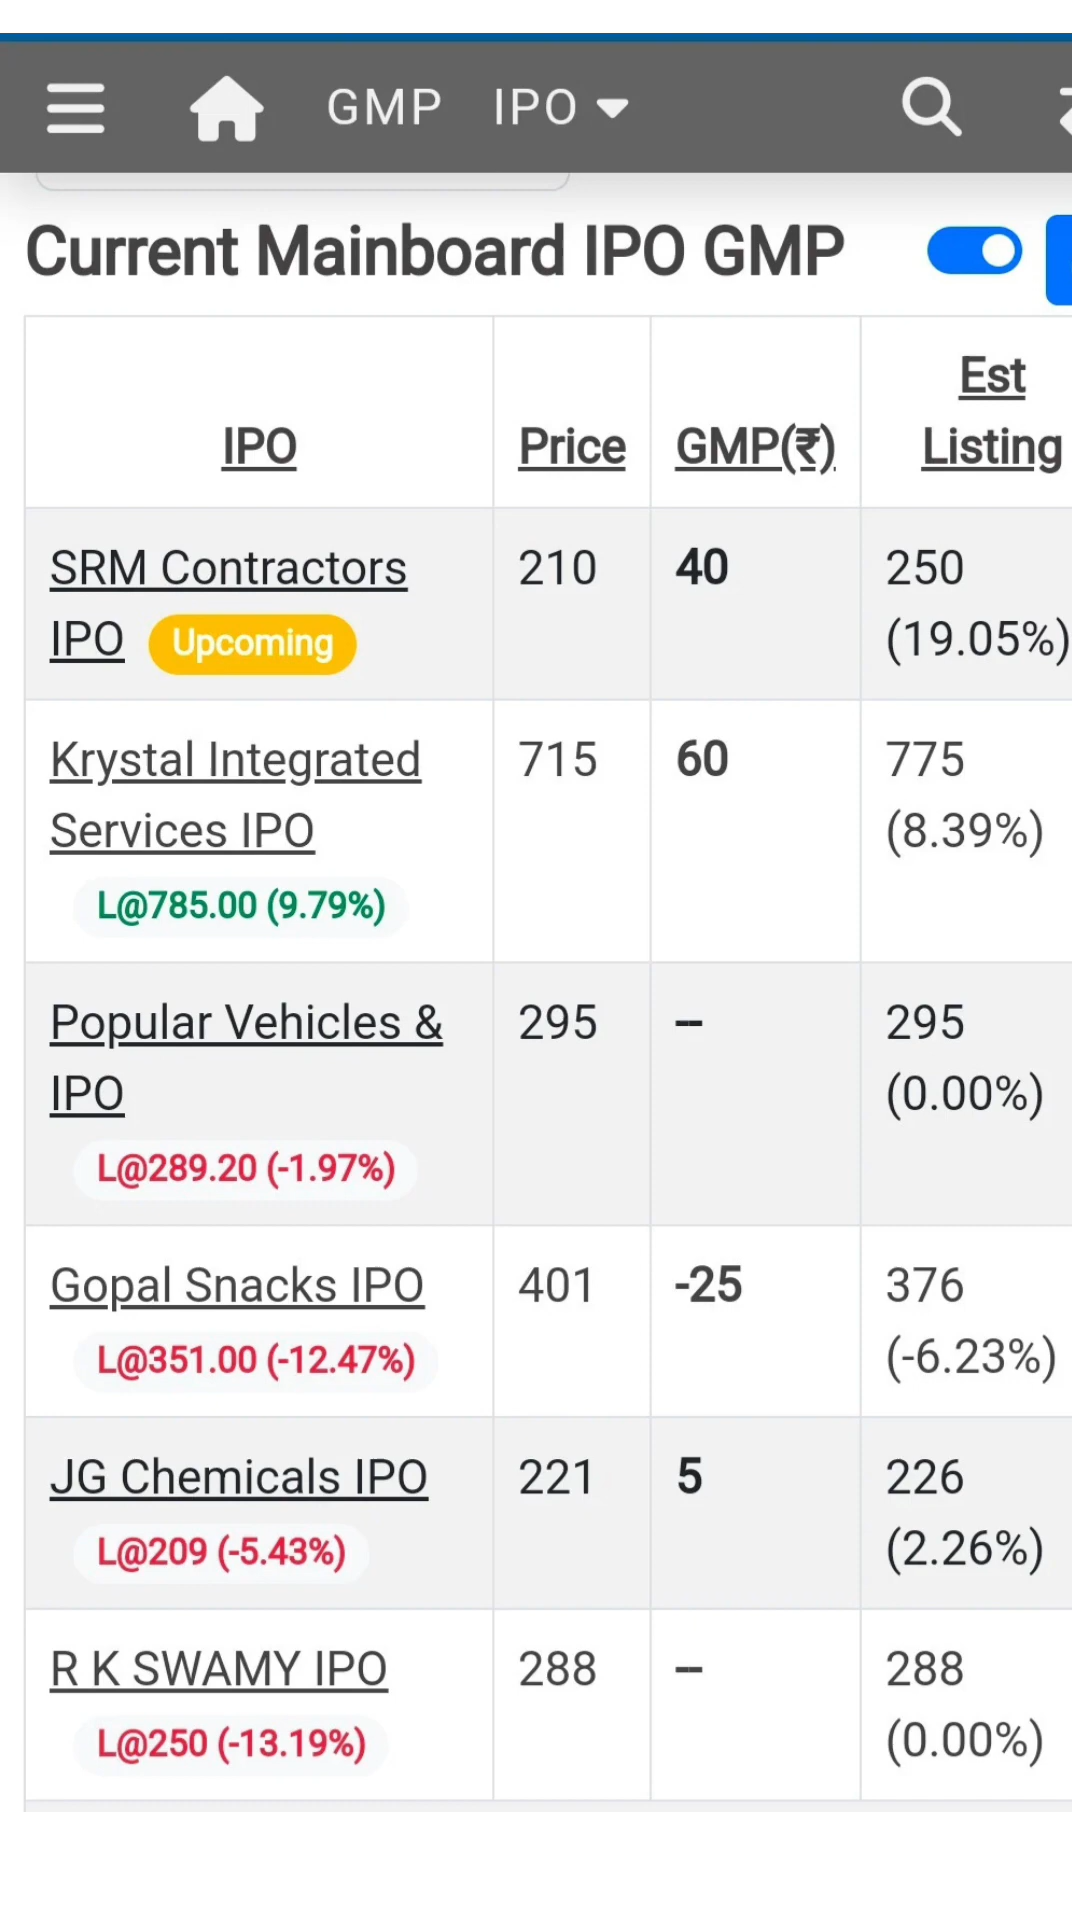 GMP IPO
Current Mainboard IPO GMP
IPO Price GMP(₹) Est Listing
SRM Contractors IPO Upcoming 210 40 250 (19.05%)
Krystal Integrated Services IPO L@785.00 (9.79%) 715 60 775 (8.39%)
Popular Vehicles & IPO L@289.20 (-1.97%) 295 -- 295 (0.00%)
Gopal Snacks IPO L@351.00 (-12.47%) 401 -25 376 (-6.23%)
JG Chemicals IPO L@209 (-5.43%) 221 5 226 (2.26%)
R K SWAMY IPO L@250 (-13.19%) 288 -- 288 (0.00%)